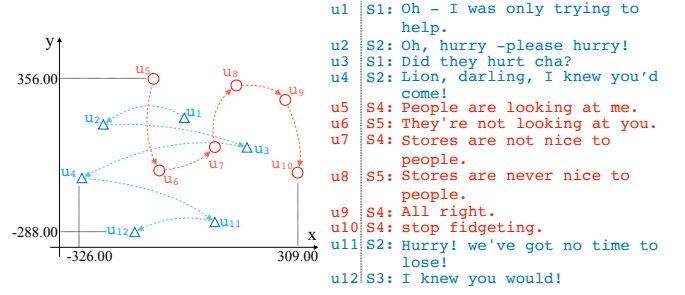 y
356.00
-288.00
-326.00
309.00
x
u5
u8
u9
u2
u1
u3
u7
u10
u4
u6
u11
u12
u1 S1: Oh - I was only trying to
help.
u2 S2: Oh, hurry –please hurry!
u3 S1: Did they hurt cha?
u4 S2: Lion, darling, I knew you’d
come!
u5 S4: People are looking at me.
u6 S5: They're not looking at you.
u7 S4: Stores are not nice to
people.
u8 S5: Stores are never nice to
people.
u9 S4: All right.
u10 S4: stop fidgeting.
u11 S2: Hurry! we've got no time to
lose!
u12 S3: I knew you would!